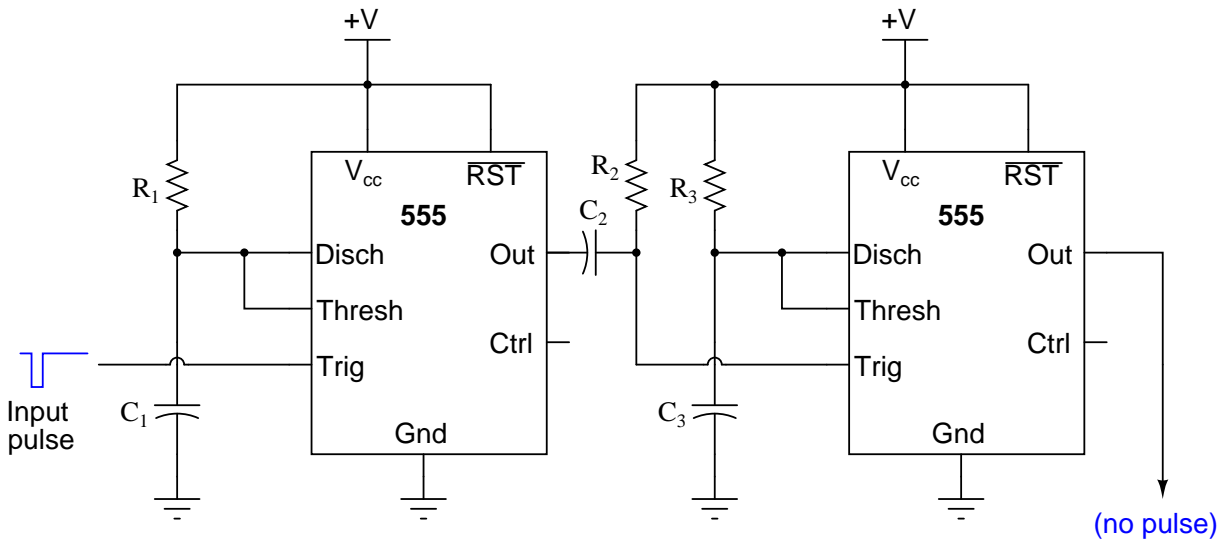 +V
+V
R1
Vcc
RST
555
Disch
Thresh
Trig
Out
Ctrl
Gnd
C1
Input
pulse
C2
R2
R3
Vcc
RST
555
Disch
Thresh
Trig
Out
Ctrl
Gnd
C3
(no pulse)